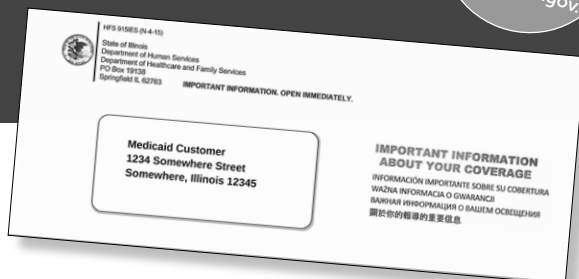 gov.
HFS 915IES (N-4-15)
State of Illinois
Department of Human Services
Department of Healthcare and Family Services
PO Box 19138
Springfield IL 62763
IMPORTANT INFORMATION. OPEN IMMEDIATELY.
Medicaid Customer
1234 Somewhere Street
Somewhere, Illinois 12345
IMPORTANT INFORMATION
ABOUT YOUR COVERAGE
INFORMACIÓN IMPORTANTE SOBRE SU COBERTURA
WAŻNA INFORMACJA O GWARANCJI
ВАЖНАЯ ИНФОРМАЦИЯ О ВАШЕМ ОСВЕЩЕНИЯ
關於你的報導的重要信息